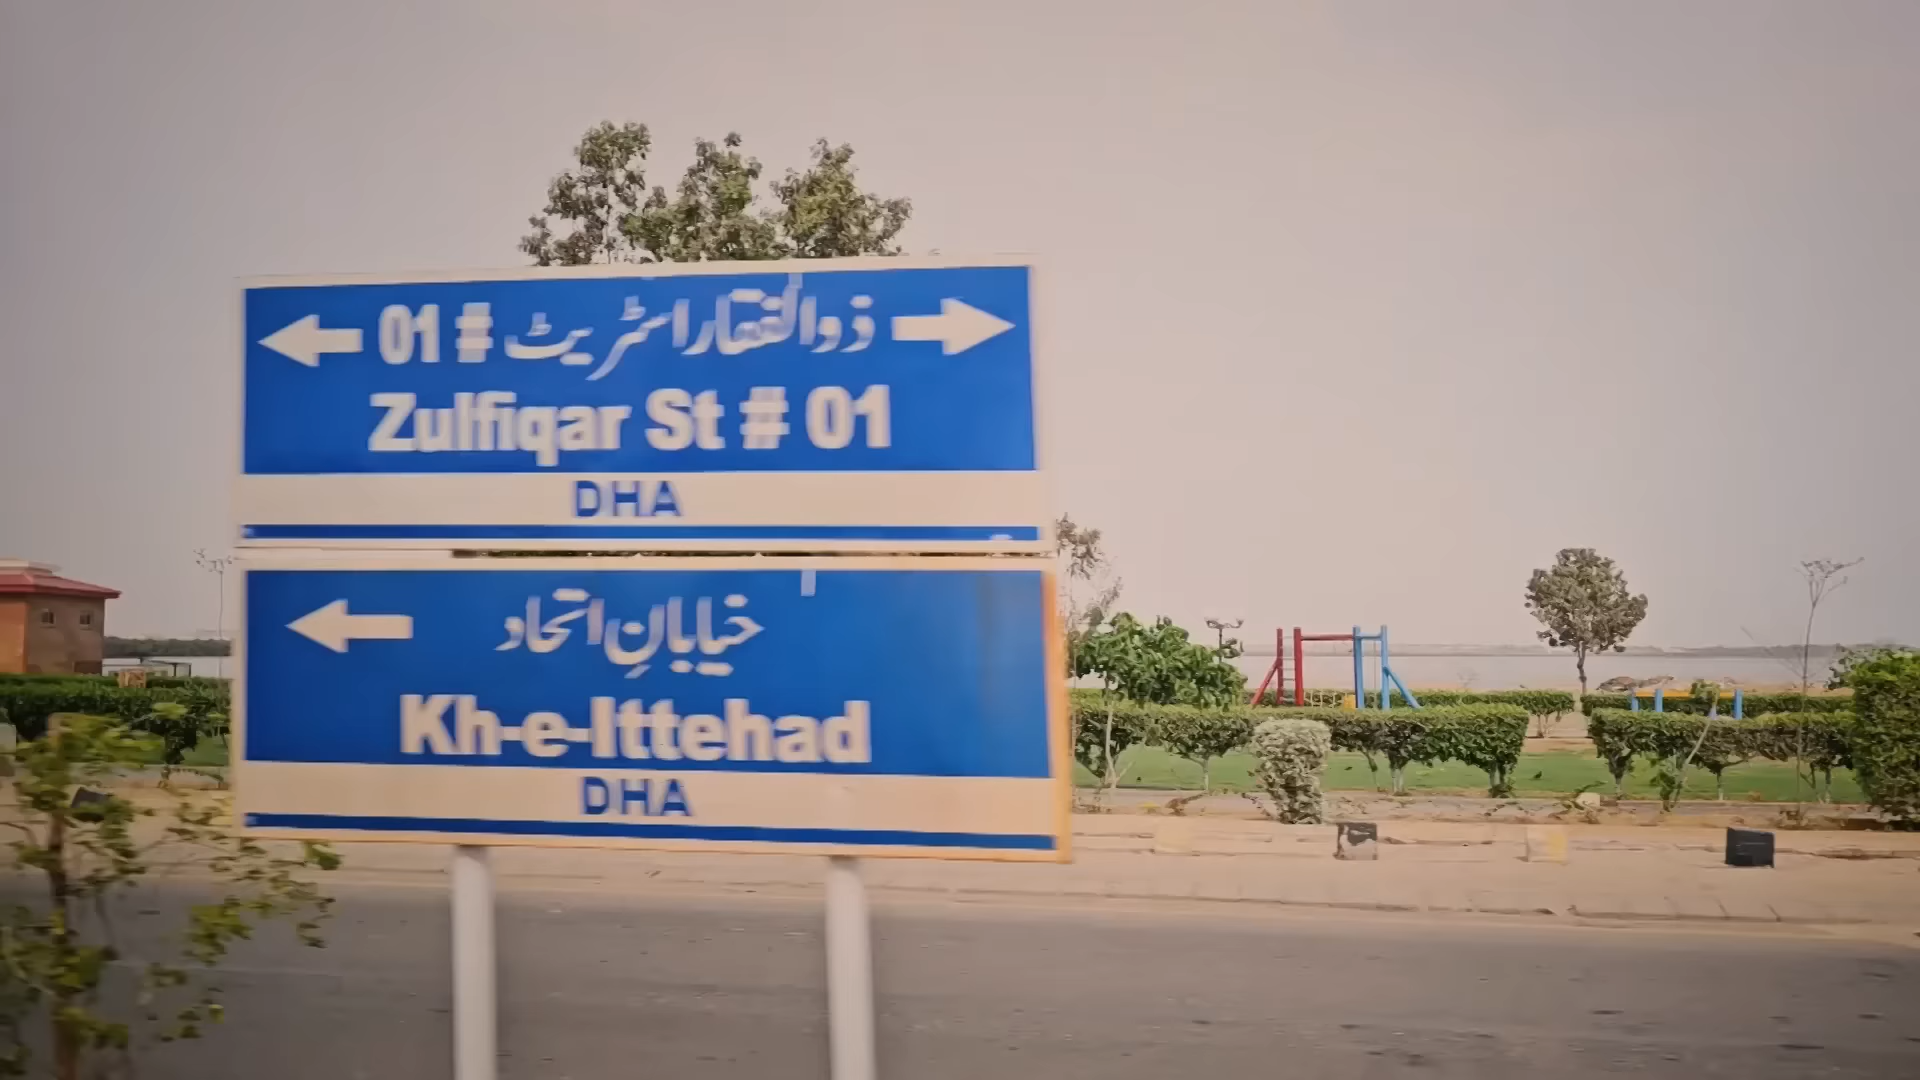 ذوالفقار اسٹریٹ # 01
Zulfiqar St # 01
DHA
خیابانِ اتحاد
Kh-e-Ittehad
DHA